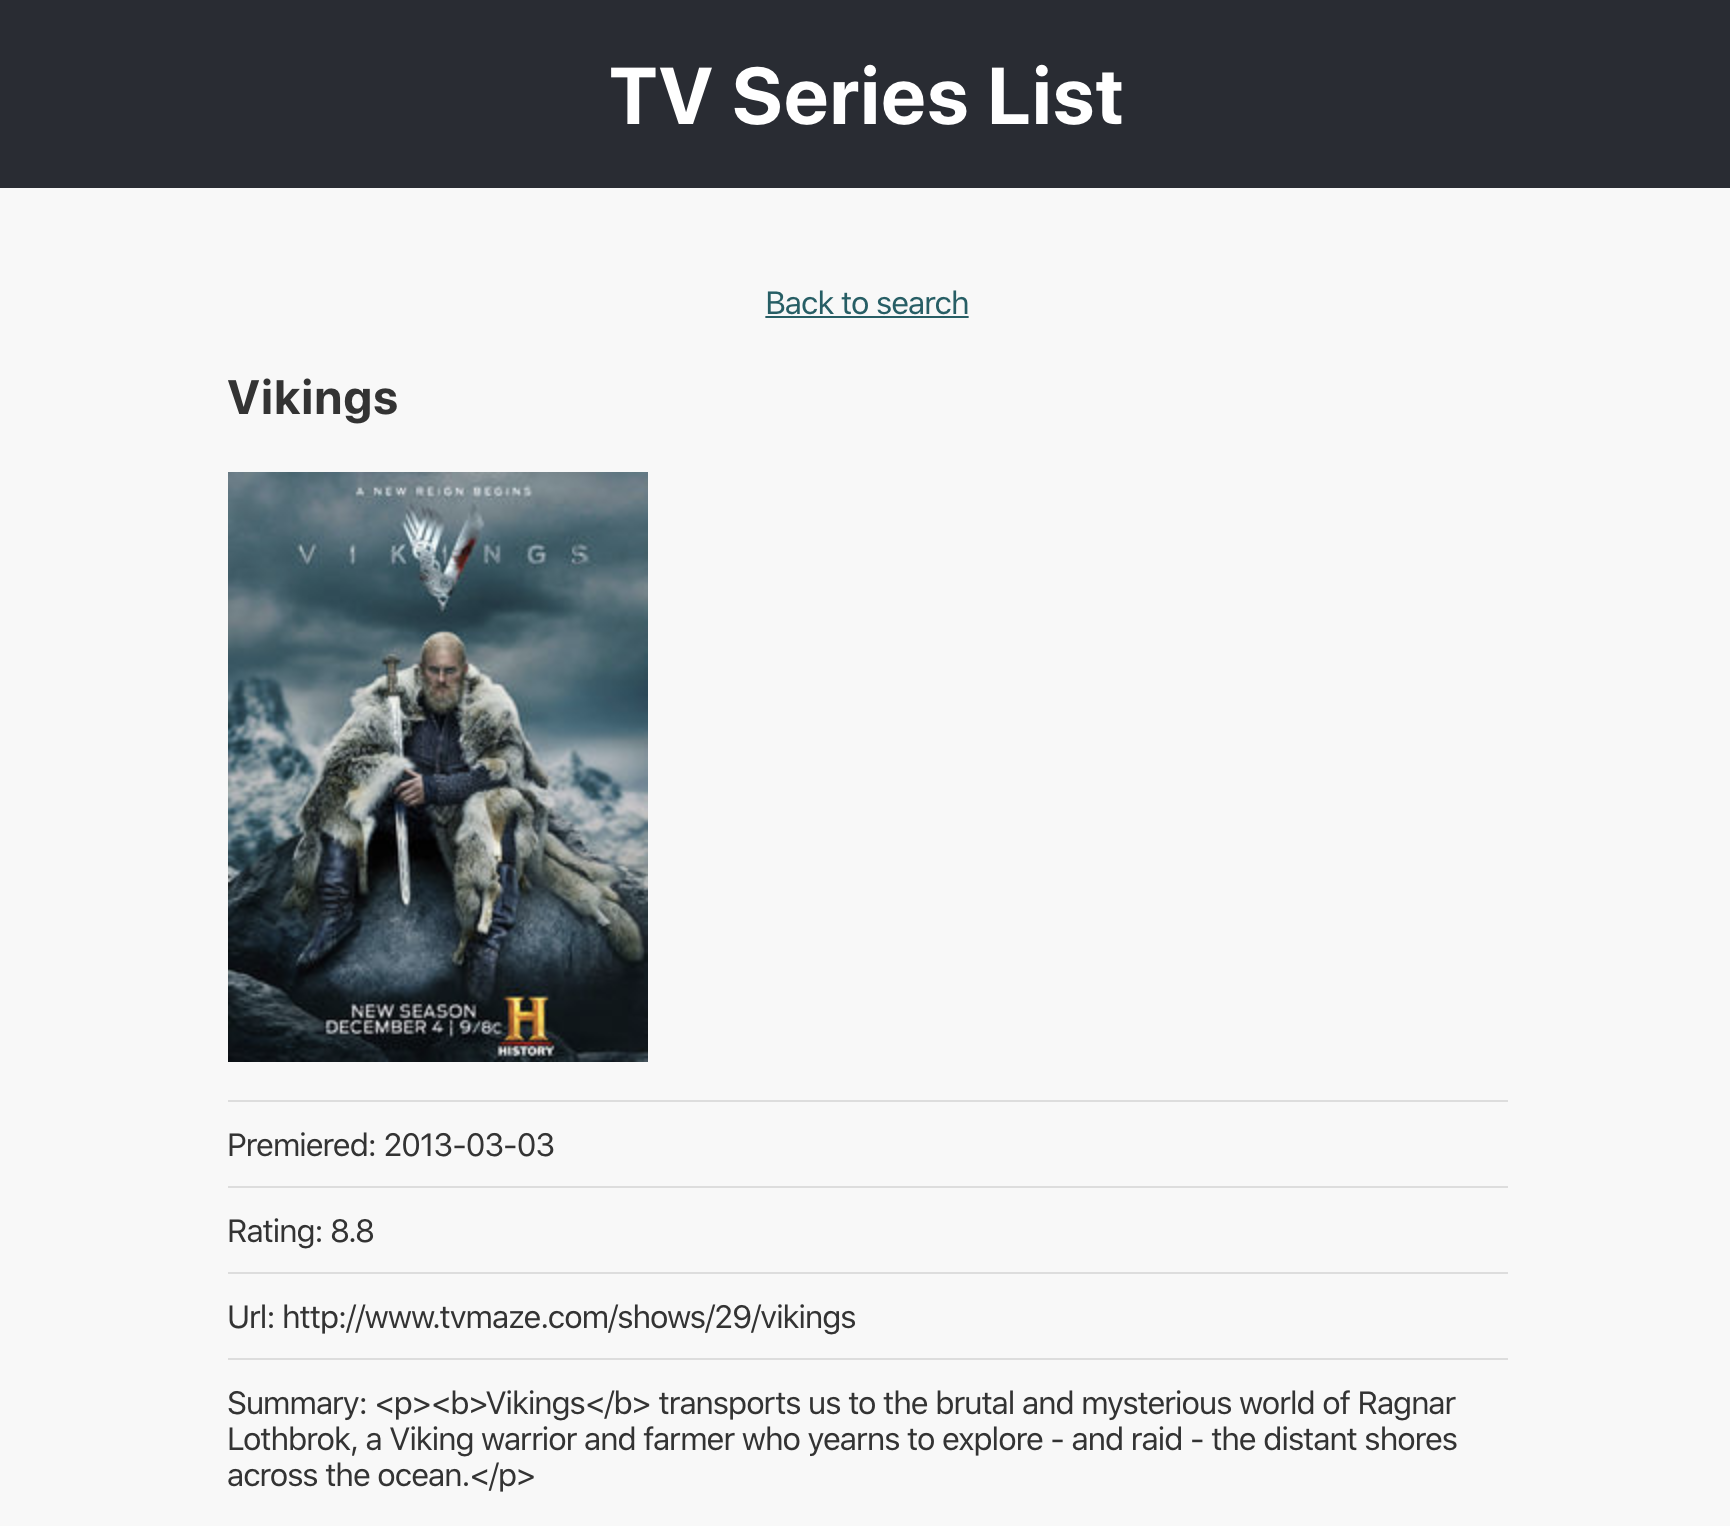 TV Series List
Back to search
Vikings
A NEW REIGN BEGINS
VIKINGS
NEW SEASON
DECEMBER 4 | 9/8c
H
HISTORY
Premiered: 2013-03-03
Rating: 8.8
Url: http://www.tvmaze.com/shows/29/vikings
Summary: <p><b>Vikings</b> transports us to the brutal and mysterious world of Ragnar
Lothbrok, a Viking warrior and farmer who yearns to explore - and raid - the distant shores
across the ocean.</p>